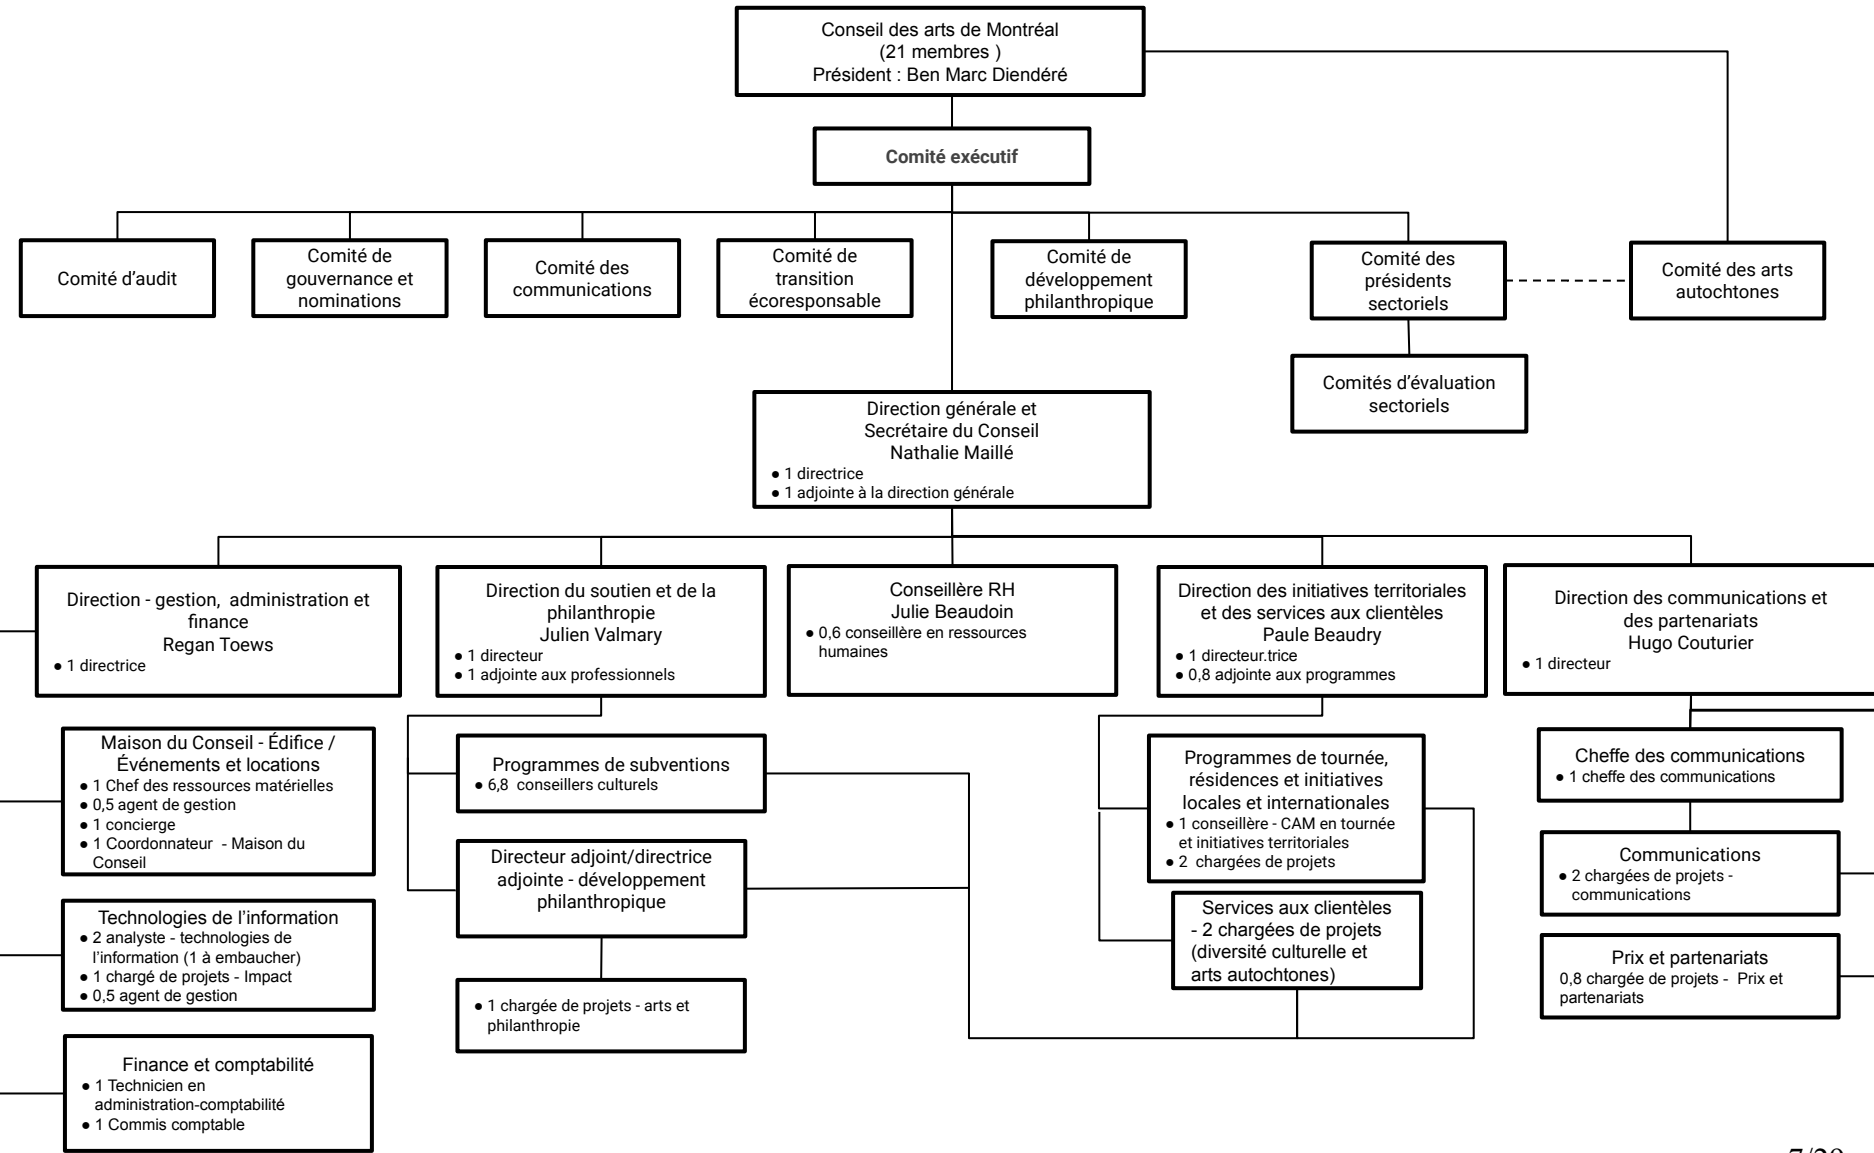 Conseil des arts de Montréal
(21 membres )
Président : Ben Marc Diendéré
Comité exécutif
Comité d'audit
Comité de
gouvernance et
nominations
Comité des
communications
Comité de
transition
écoresponsable
Comité de
développement
philanthropique
Comité des
présidents
sectoriels
Comité des arts
autochtones
Comités d'évaluation
sectoriels
Direction générale et
Secrétaire du Conseil
Nathalie Maillé
● 1 directrice
● 1 adjointe à la direction générale
Direction - gestion, administration et
finance
Regan Toews
● 1 directrice
Direction du soutien et de la
philanthropie
Julien Valmary
● 1 directeur
● 1 adjointe aux professionnels
Conseillère RH
Julie Beaudoin
● 0,6 conseillère en ressources
humaines
Direction des initiatives territoriales
et des services aux clientèles
Paule Beaudry
● 1 directeur.trice
● 0,8 adjointe aux programmes
Direction des communications et
des partenariats
Hugo Couturier
● 1 directeur
Maison du Conseil - Édifice /
Événements et locations
● 1 Chef des ressources matérielles
● 0,5 agent de gestion
● 1 concierge
● 1 Coordonnateur - Maison du
Conseil
Technologies de l'information
● 2 analyste - technologies de
l'information (1 à embaucher)
● 1 chargé de projets - Impact
● 0,5 agent de gestion
Finance et comptabilité
● 1 Technicien en
administration-comptabilité
● 1 Commis comptable
Programmes de subventions
● 6,8 conseillers culturels
Directeur adjoint/directrice
adjointe - développement
philanthropique
● 1 chargée de projets - arts et
philanthropie
Programmes de tournée,
résidences et initiatives
locales et internationales
● 1 conseillère - CAM en tournée
et initiatives territoriales
● 2 chargées de projets
Services aux clientèles
- 2 chargées de projets
(diversité culturelle et
arts autochtones)
Cheffe des communications
● 1 cheffe des communications
Communications
● 2 chargées de projets -
communications
Prix et partenariats
0,8 chargée de projets - Prix et
partenariats